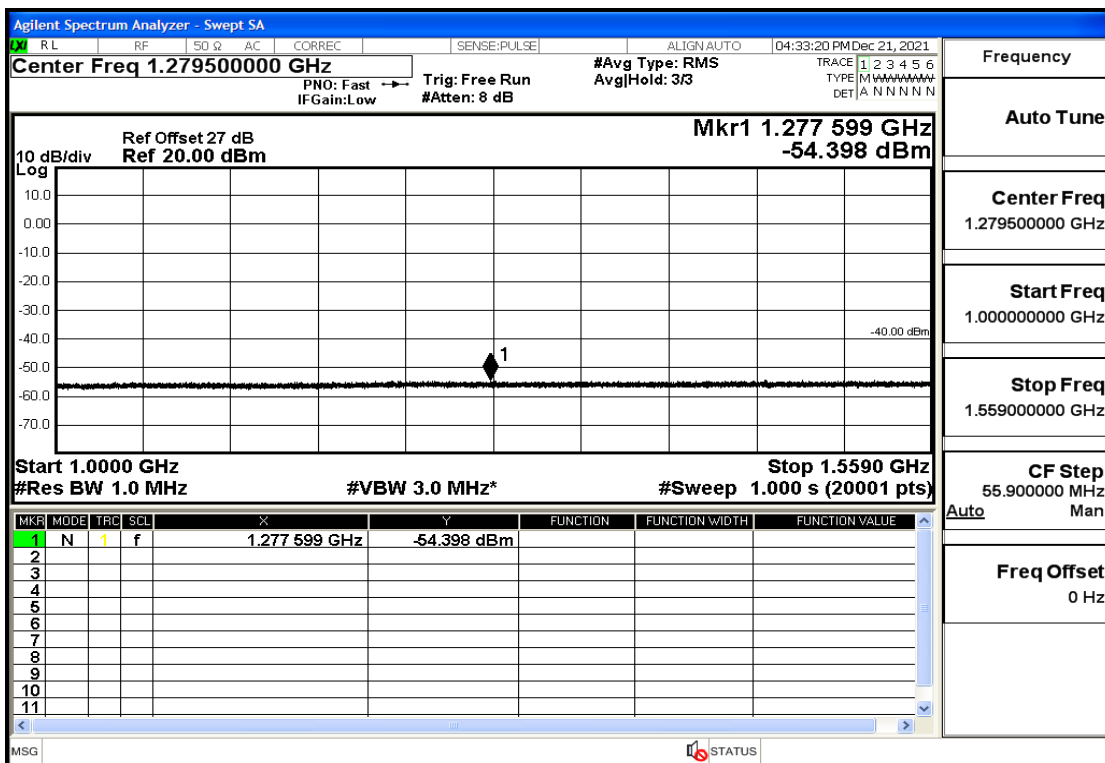 Agilent Spectrum Analyzer - Swept SA
LXI RL RF 50 Ω AC CORREC SENSE:PULSE ALIGN AUTO 04:33:20 PM Dec 21, 2021
Center Freq 1.279500000 GHz
PNO: Fast
IFGain:Low
Trig: Free Run
#Atten: 8 dB
#Avg Type: RMS
Avg|Hold: 3/3
TRACE 1 2 3 4 5 6
TYPE M W W W W W
DET A N N N N N
Ref Offset 27 dB
10 dB/div Ref 20.00 dBm
Log
Mkr1 1.277 599 GHz
-54.398 dBm
10.0
0.00
-10.0
-20.0
-30.0
-40.0
-50.0
-60.0
-70.0
-40.00 dBm
1
Start 1.0000 GHz Stop 1.5590 GHz
#Res BW 1.0 MHz #VBW 3.0 MHz* #Sweep 1.000 s (20001 pts)
MKR MODE TRC SCL X Y FUNCTION FUNCTION WIDTH FUNCTION VALUE
1 N 1 f 1.277 599 GHz -54.398 dBm
2
3
4
5
6
7
8
9
10
11
MSG STATUS
Frequency
Auto Tune
Center Freq
1.279500000 GHz
Start Freq
1.000000000 GHz
Stop Freq
1.559000000 GHz
CF Step
55.900000 MHz
Auto Man
Freq Offset
0 Hz